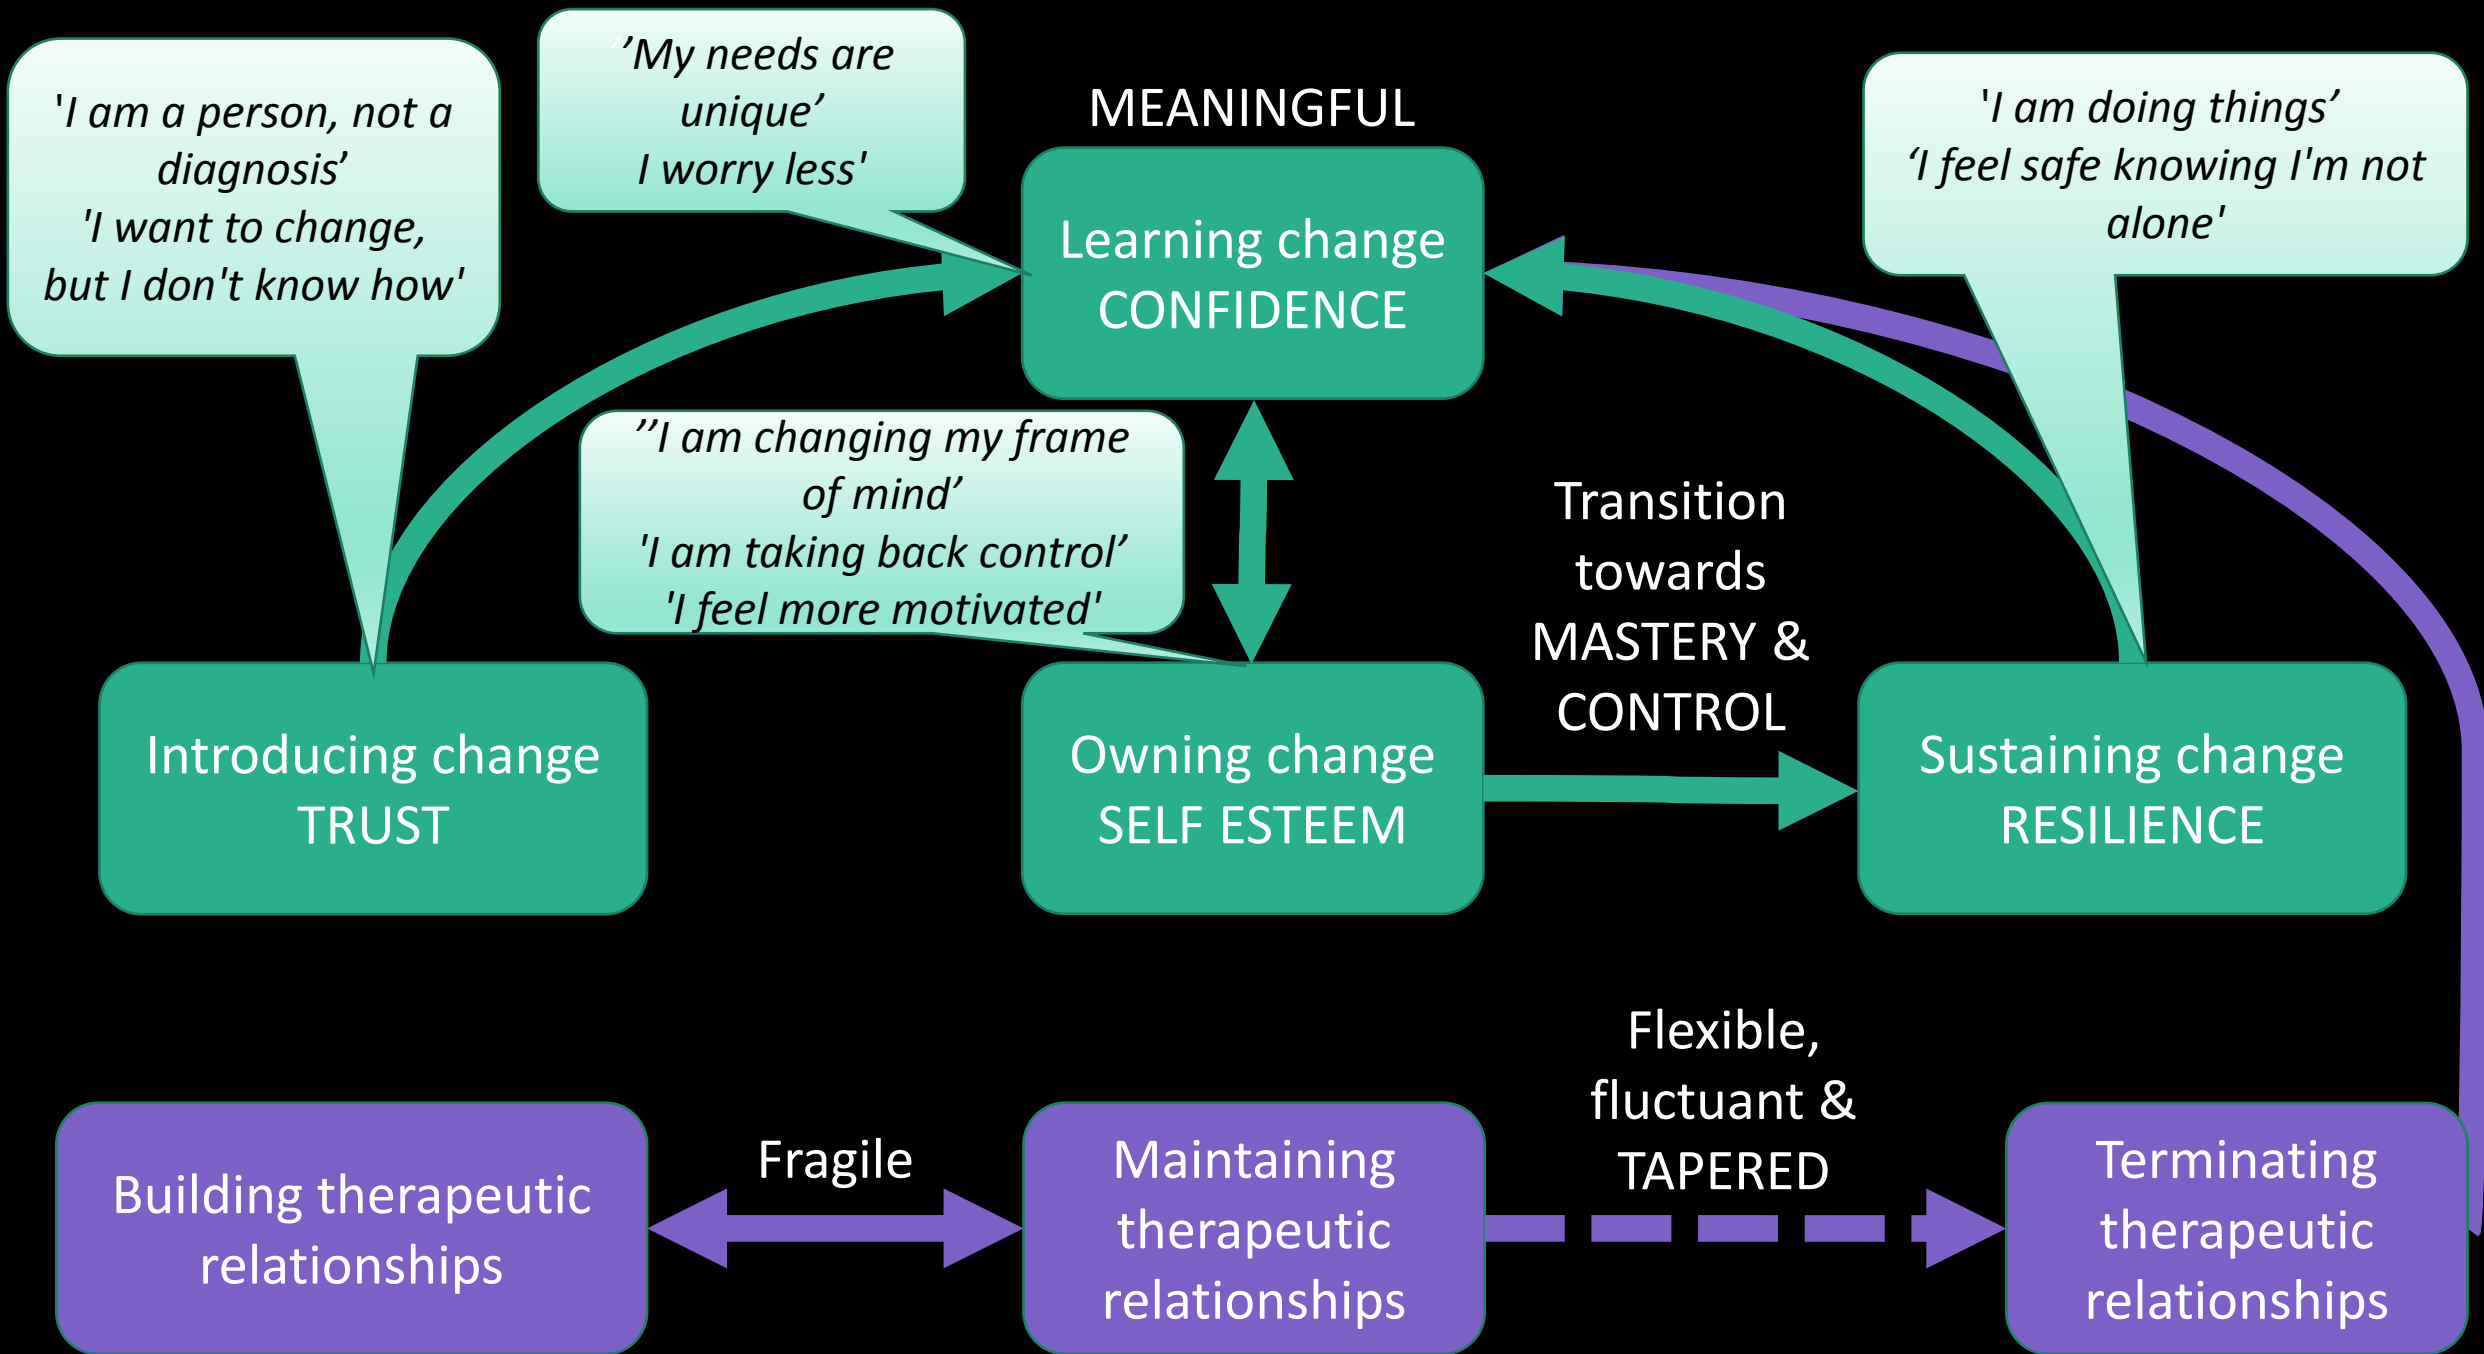 'I am a person, not a
diagnosis’
'I want to change,
but I don't know how'
’’My needs are
unique’
I worry less'
MEANINGFUL
'I am doing things’
‘I feel safe knowing I'm not
alone'
Learning change
CONFIDENCE
’’I am changing my frame
of mind’
'I am taking back control’
'I feel more motivated'
Transition
towards
MASTERY &
CONTROL
Introducing change
TRUST
Owning change
SELF ESTEEM
Sustaining change
RESILIENCE
Building therapeutic
relationships
Fragile
Maintaining
therapeutic
relationships
Flexible,
fluctuant &
TAPERED
Terminating
therapeutic
relationships